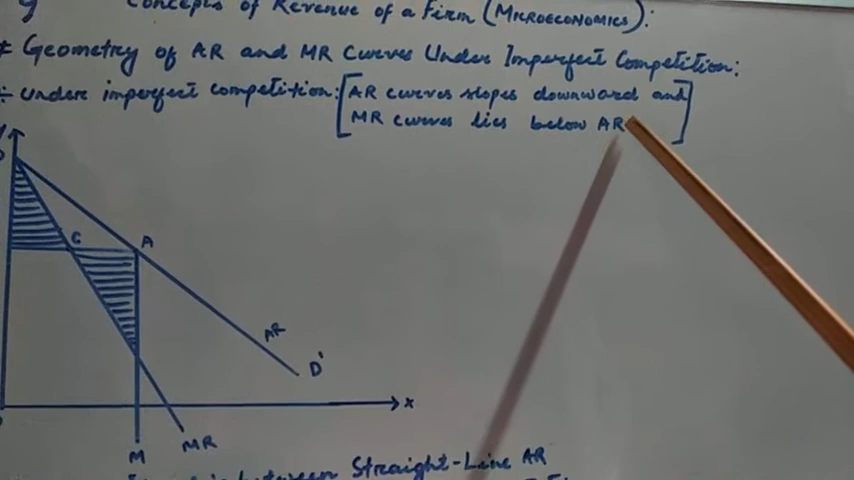 Concepts of Revenue of a Firm (MICROECONOMICS):
Geometry of AR and MR Curves Under Imperfect Competition:
Under imperfect competition: [AR curves slopes downward and
MR curves lies below AR]
C
A
AR
D'
x
MR
M
between Straight-Line AR